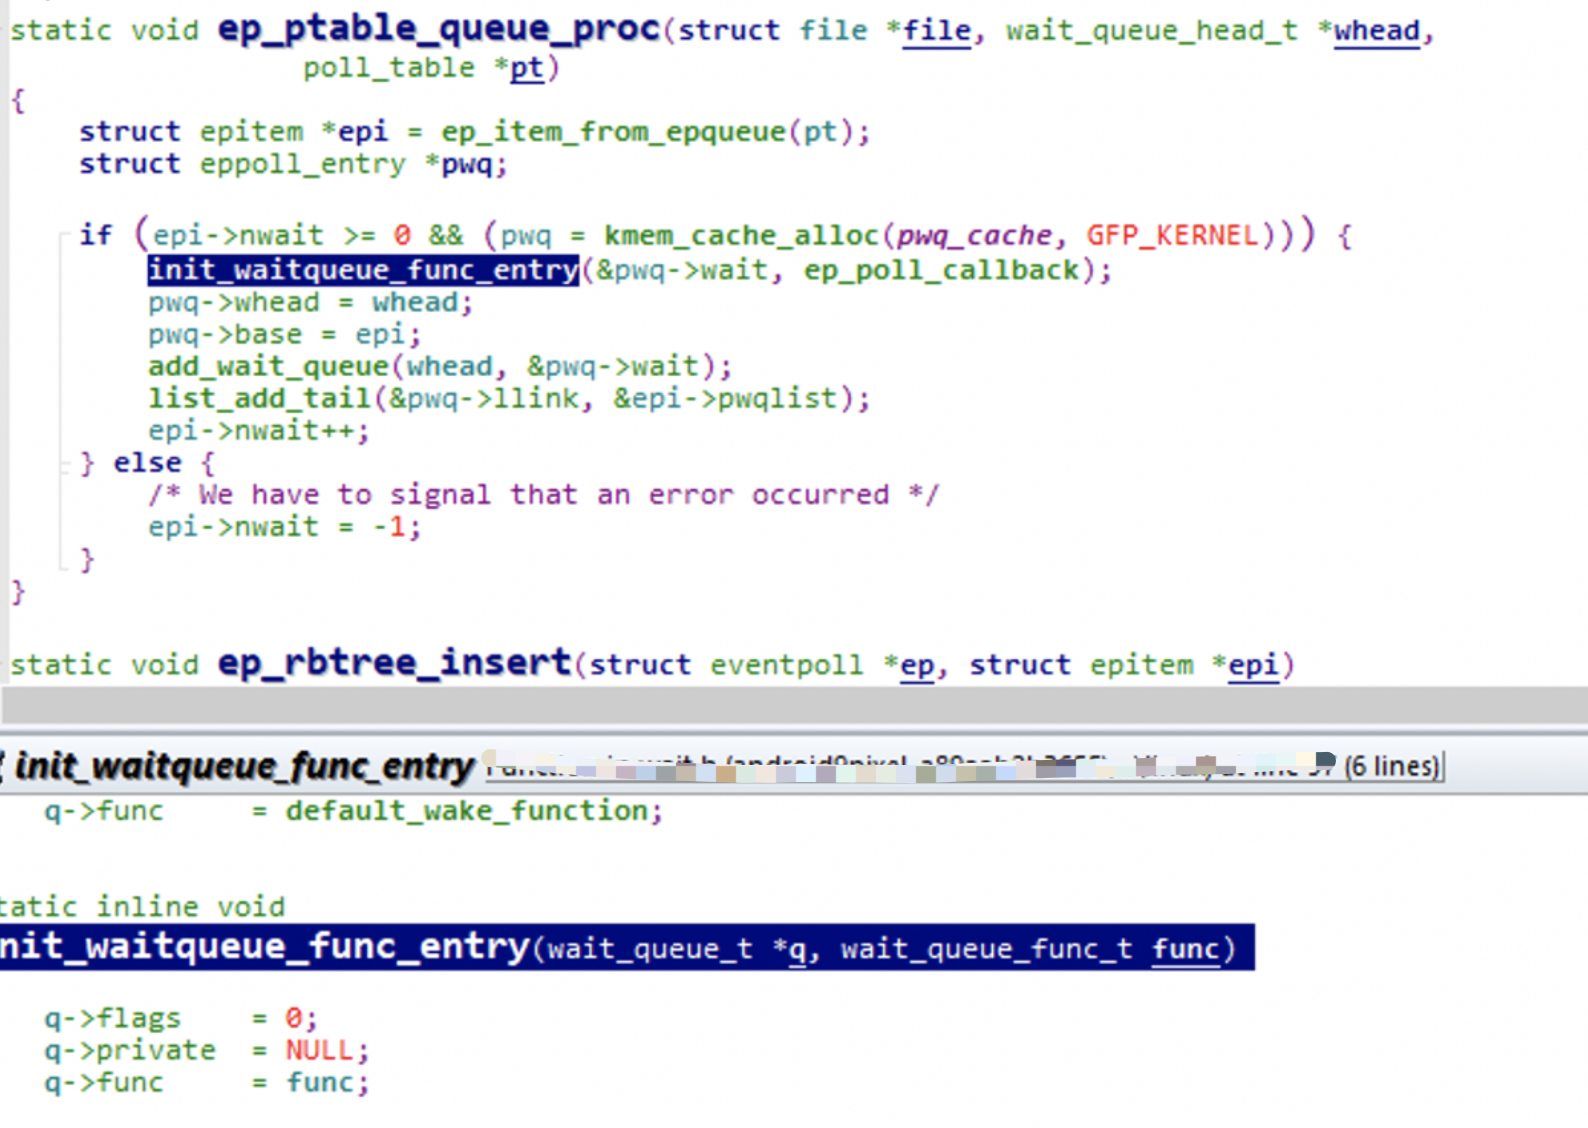 static void ep_ptable_queue_proc(struct file *file, wait_queue_head_t *whead,
poll_table *pt)
{
struct epitem *epi = ep_item_from_epqueue(pt);
struct eppoll_entry *pwq;
if (epi->nwait >= 0 && (pwq = kmem_cache_alloc(pwq_cache, GFP_KERNEL))) {
init_waitqueue_func_entry(&pwq->wait, ep_poll_callback);
pwq->whead = whead;
pwq->base = epi;
add_wait_queue(whead, &pwq->wait);
list_add_tail(&pwq->llink, &epi->pwqlist);
epi->nwait++;
} else {
/* We have to signal that an error occurred */
epi->nwait = -1;
}
}
static void ep_rbtree_insert(struct eventpoll *ep, struct epitem *epi)
init_waitqueue_func_entry (6 lines)
q->func = default_wake_function;
tatic inline void
nit_waitqueue_func_entry(wait_queue_t *q, wait_queue_func_t func)
q->flags = 0;
q->private = NULL;
q->func = func;